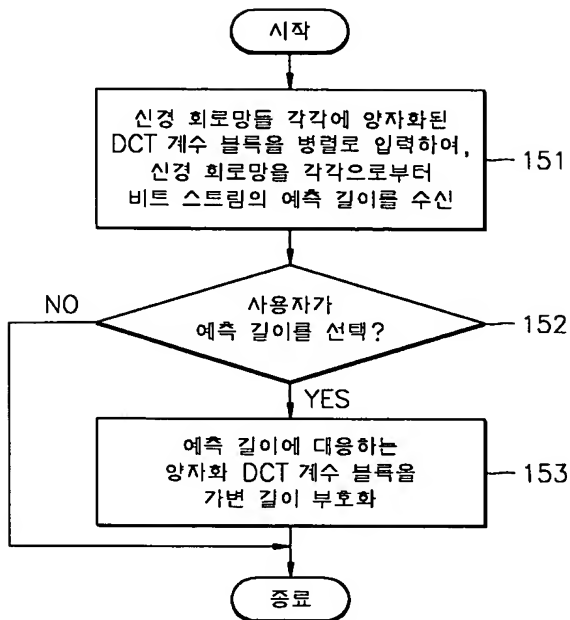 시작
신경 회로망들 각각에 양자화된
DCT 계수 블록을 병렬로 입력하여,
신경 회로망을 각각으로부터
비트 스트림의 예측 길이를 수신
151
NO
사용자가
예측 길이를 선택?
152
YES
예측 길이에 대응하는
양자화 DCT 계수 블록을
가변 길이 부호화
153
종료